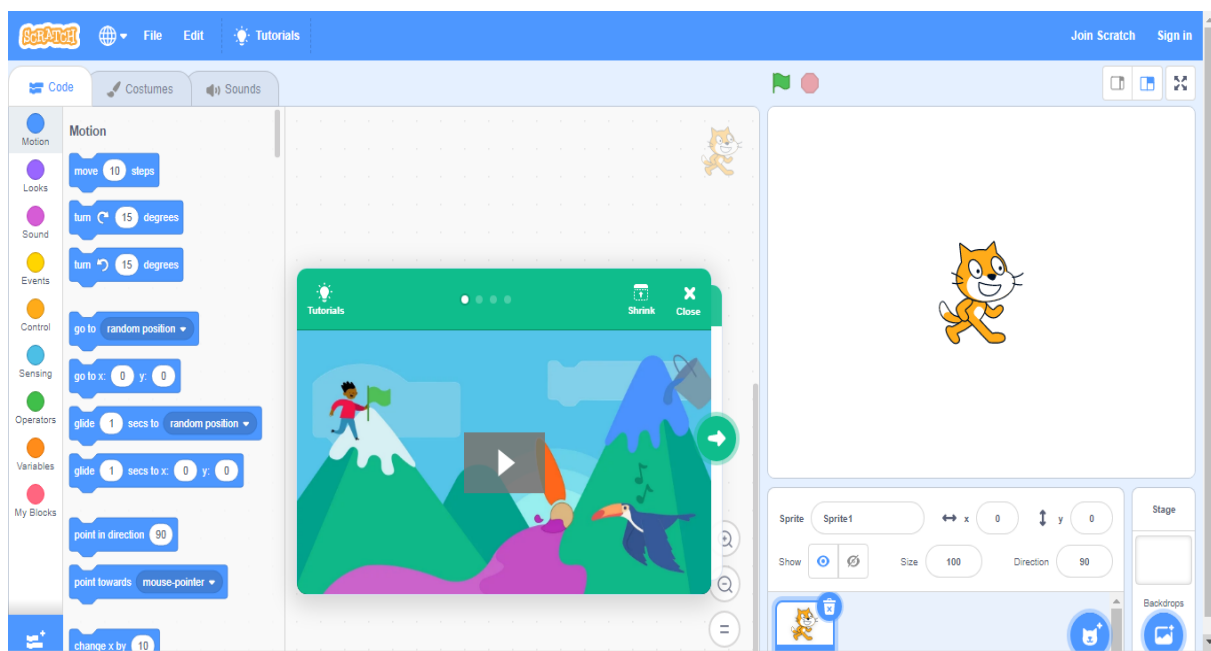 SCRATCH File Edit Tutorials Join Scratch Sign in
Code Costumes Sounds
Motion
Looks
Sound
Events
Control
Sensing
Operators
Variables
My Blocks
Motion
move 10 steps
turn 15 degrees
turn 15 degrees
go to random position
go to x: 0 y: 0
glide 1 secs to random position
glide 1 secs to x: 0 y: 0
point in direction 90
point towards mouse-pointer
change x by 10
Tutorials Shrink Close
Sprite Sprite1 x 0 y 0
Show Size 100 Direction 90
Stage
Backdrops